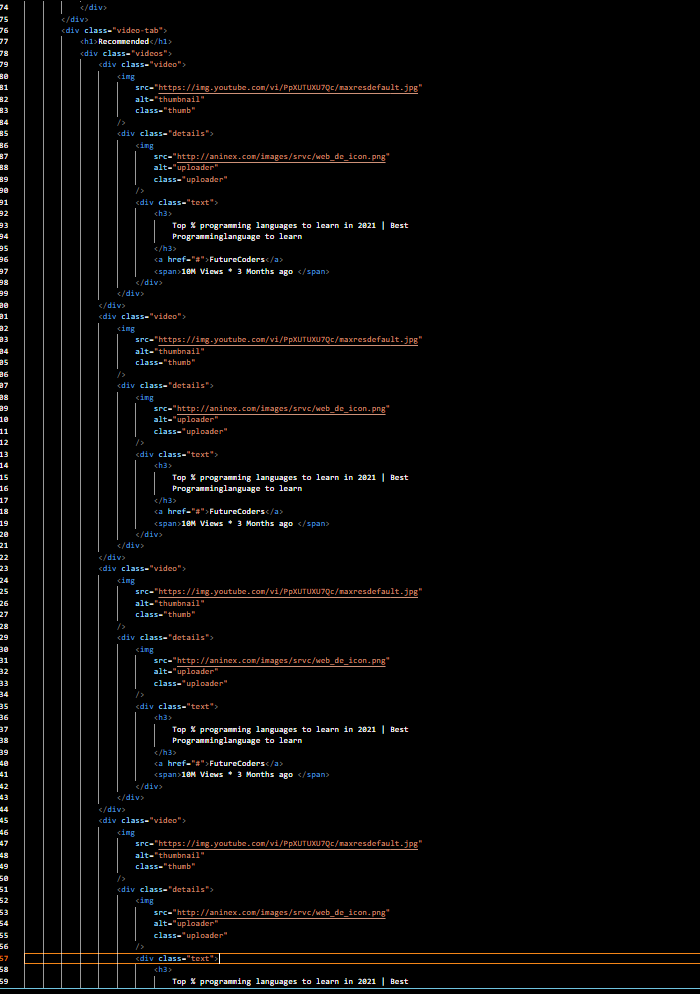 74 </div>
75 </div>
76 <div class="video-tab">
77 <h1>Recommended</h1>
78 <div class="videos">
79 <div class="video">
80 <img
81 src="https://img.youtube.com/vi/PpXUTUXU7Qc/maxresdefault.jpg"
82 alt="thumbnail"
83 class="thumb"
84 />
85 <div class="details">
86 <img
87 src="http://aninex.com/images/srvc/web_de_icon.png"
88 alt="uploader"
89 class="uploader"
90 />
91 <div class="text">
92 <h3>
93 Top % programming languages to learn in 2021 | Best
94 Programminglanguage to learn
95 </h3>
96 <a href="#">FutureCoders</a>
97 <span>10M Views * 3 Months ago </span>
98 </div>
99 </div>
00 </div>
01 <div class="video">
02 <img
03 src="https://img.youtube.com/vi/PpXUTUXU7Qc/maxresdefault.jpg"
04 alt="thumbnail"
05 class="thumb"
06 />
07 <div class="details">
08 <img
09 src="http://aninex.com/images/srvc/web_de_icon.png"
10 alt="uploader"
11 class="uploader"
12 />
13 <div class="text">
14 <h3>
15 Top % programming languages to learn in 2021 | Best
16 Programminglanguage to learn
17 </h3>
18 <a href="#">FutureCoders</a>
19 <span>10M Views * 3 Months ago </span>
20 </div>
21 </div>
22 </div>
23 <div class="video">
24 <img
25 src="https://img.youtube.com/vi/PpXUTUXU7Qc/maxresdefault.jpg"
26 alt="thumbnail"
27 class="thumb"
28 />
29 <div class="details">
30 <img
31 src="http://aninex.com/images/srvc/web_de_icon.png"
32 alt="uploader"
33 class="uploader"
34 />
35 <div class="text">
36 <h3>
37 Top % programming languages to learn in 2021 | Best
38 Programminglanguage to learn
39 </h3>
40 <a href="#">FutureCoders</a>
41 <span>10M Views * 3 Months ago </span>
42 </div>
43 </div>
44 </div>
45 <div class="video">
46 <img
47 src="https://img.youtube.com/vi/PpXUTUXU7Qc/maxresdefault.jpg"
48 alt="thumbnail"
49 class="thumb"
50 />
51 <div class="details">
52 <img
53 src="http://aninex.com/images/srvc/web_de_icon.png"
54 alt="uploader"
55 class="uploader"
56 />
57 <div class="text">
58 <h3>
59 Top % programming languages to learn in 2021 | Best